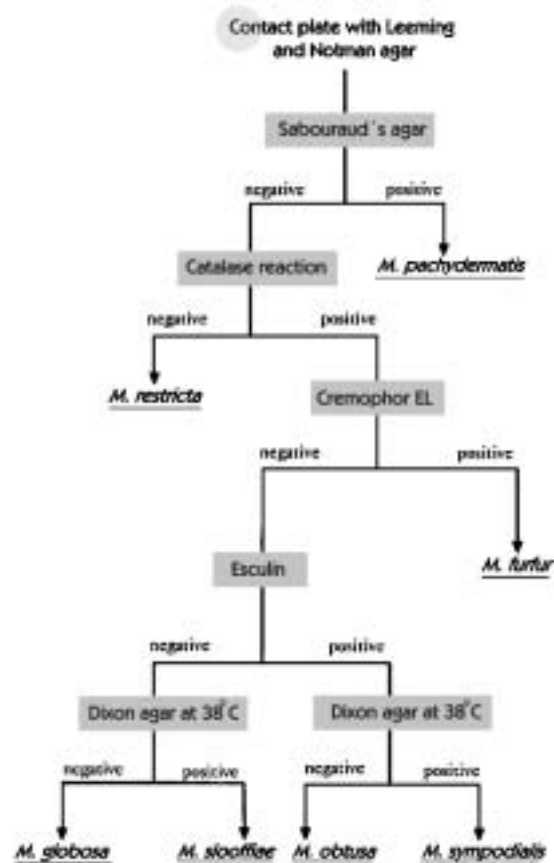 Contact plate with Leeming
and Notman agar
Sabouraud´s agar
negative positive
Catalase reaction
M. pachydermatis
negative positive
M. restricta
Cremophor EL
negative positive
Esculin
M. furfur
negative positive
Dixon agar at 38°C Dixon agar at 38°C
negative positive negative positive
M. globosa M. slooffiae M. obtusa M. sympodialis